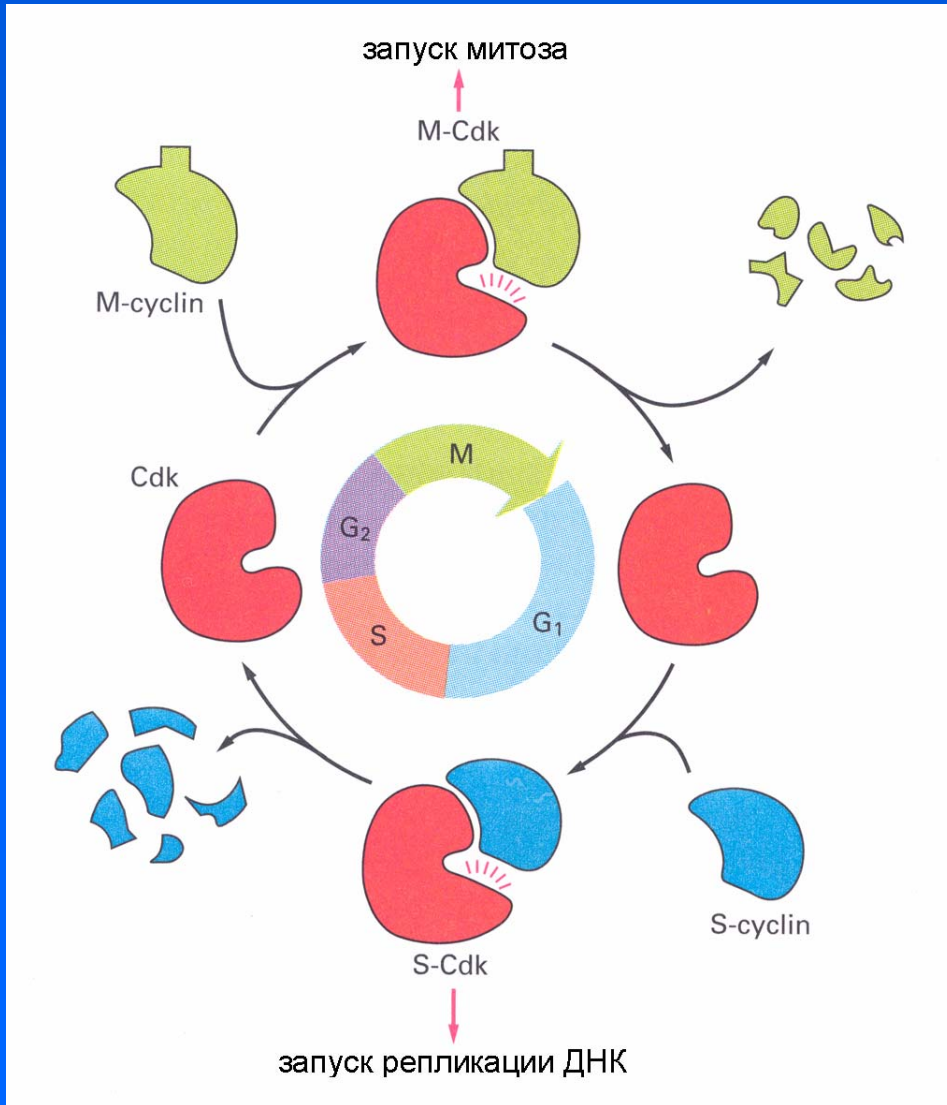 запуск митоза
M-Cdk
M-cyclin
Cdk
M
G₂
S
G₁
S-cyclin
S-Cdk
запуск репликации ДНК